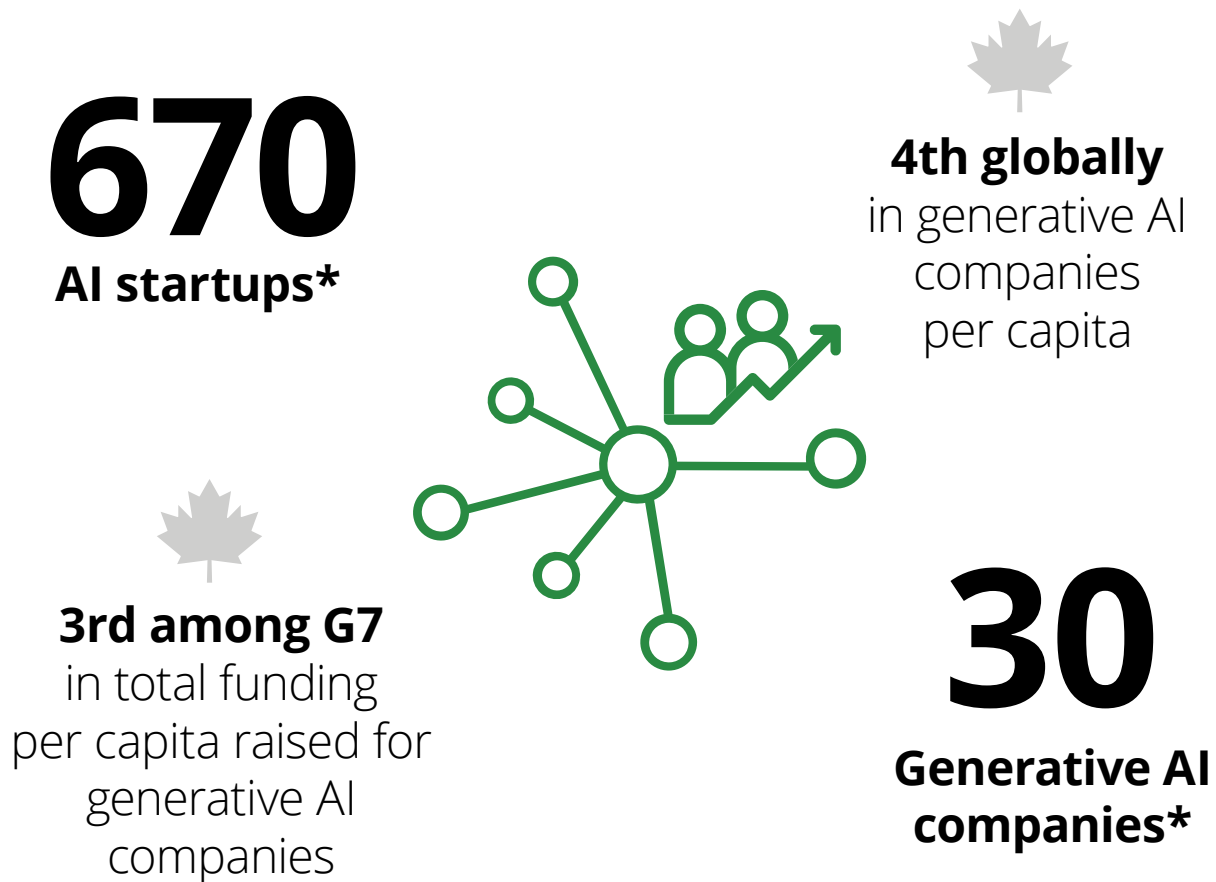 670
AI startups*
4th globally
in generative AI
companies
per capita
3rd among G7
in total funding
per capita raised for
generative AI
companies
30
Generative AI
companies*